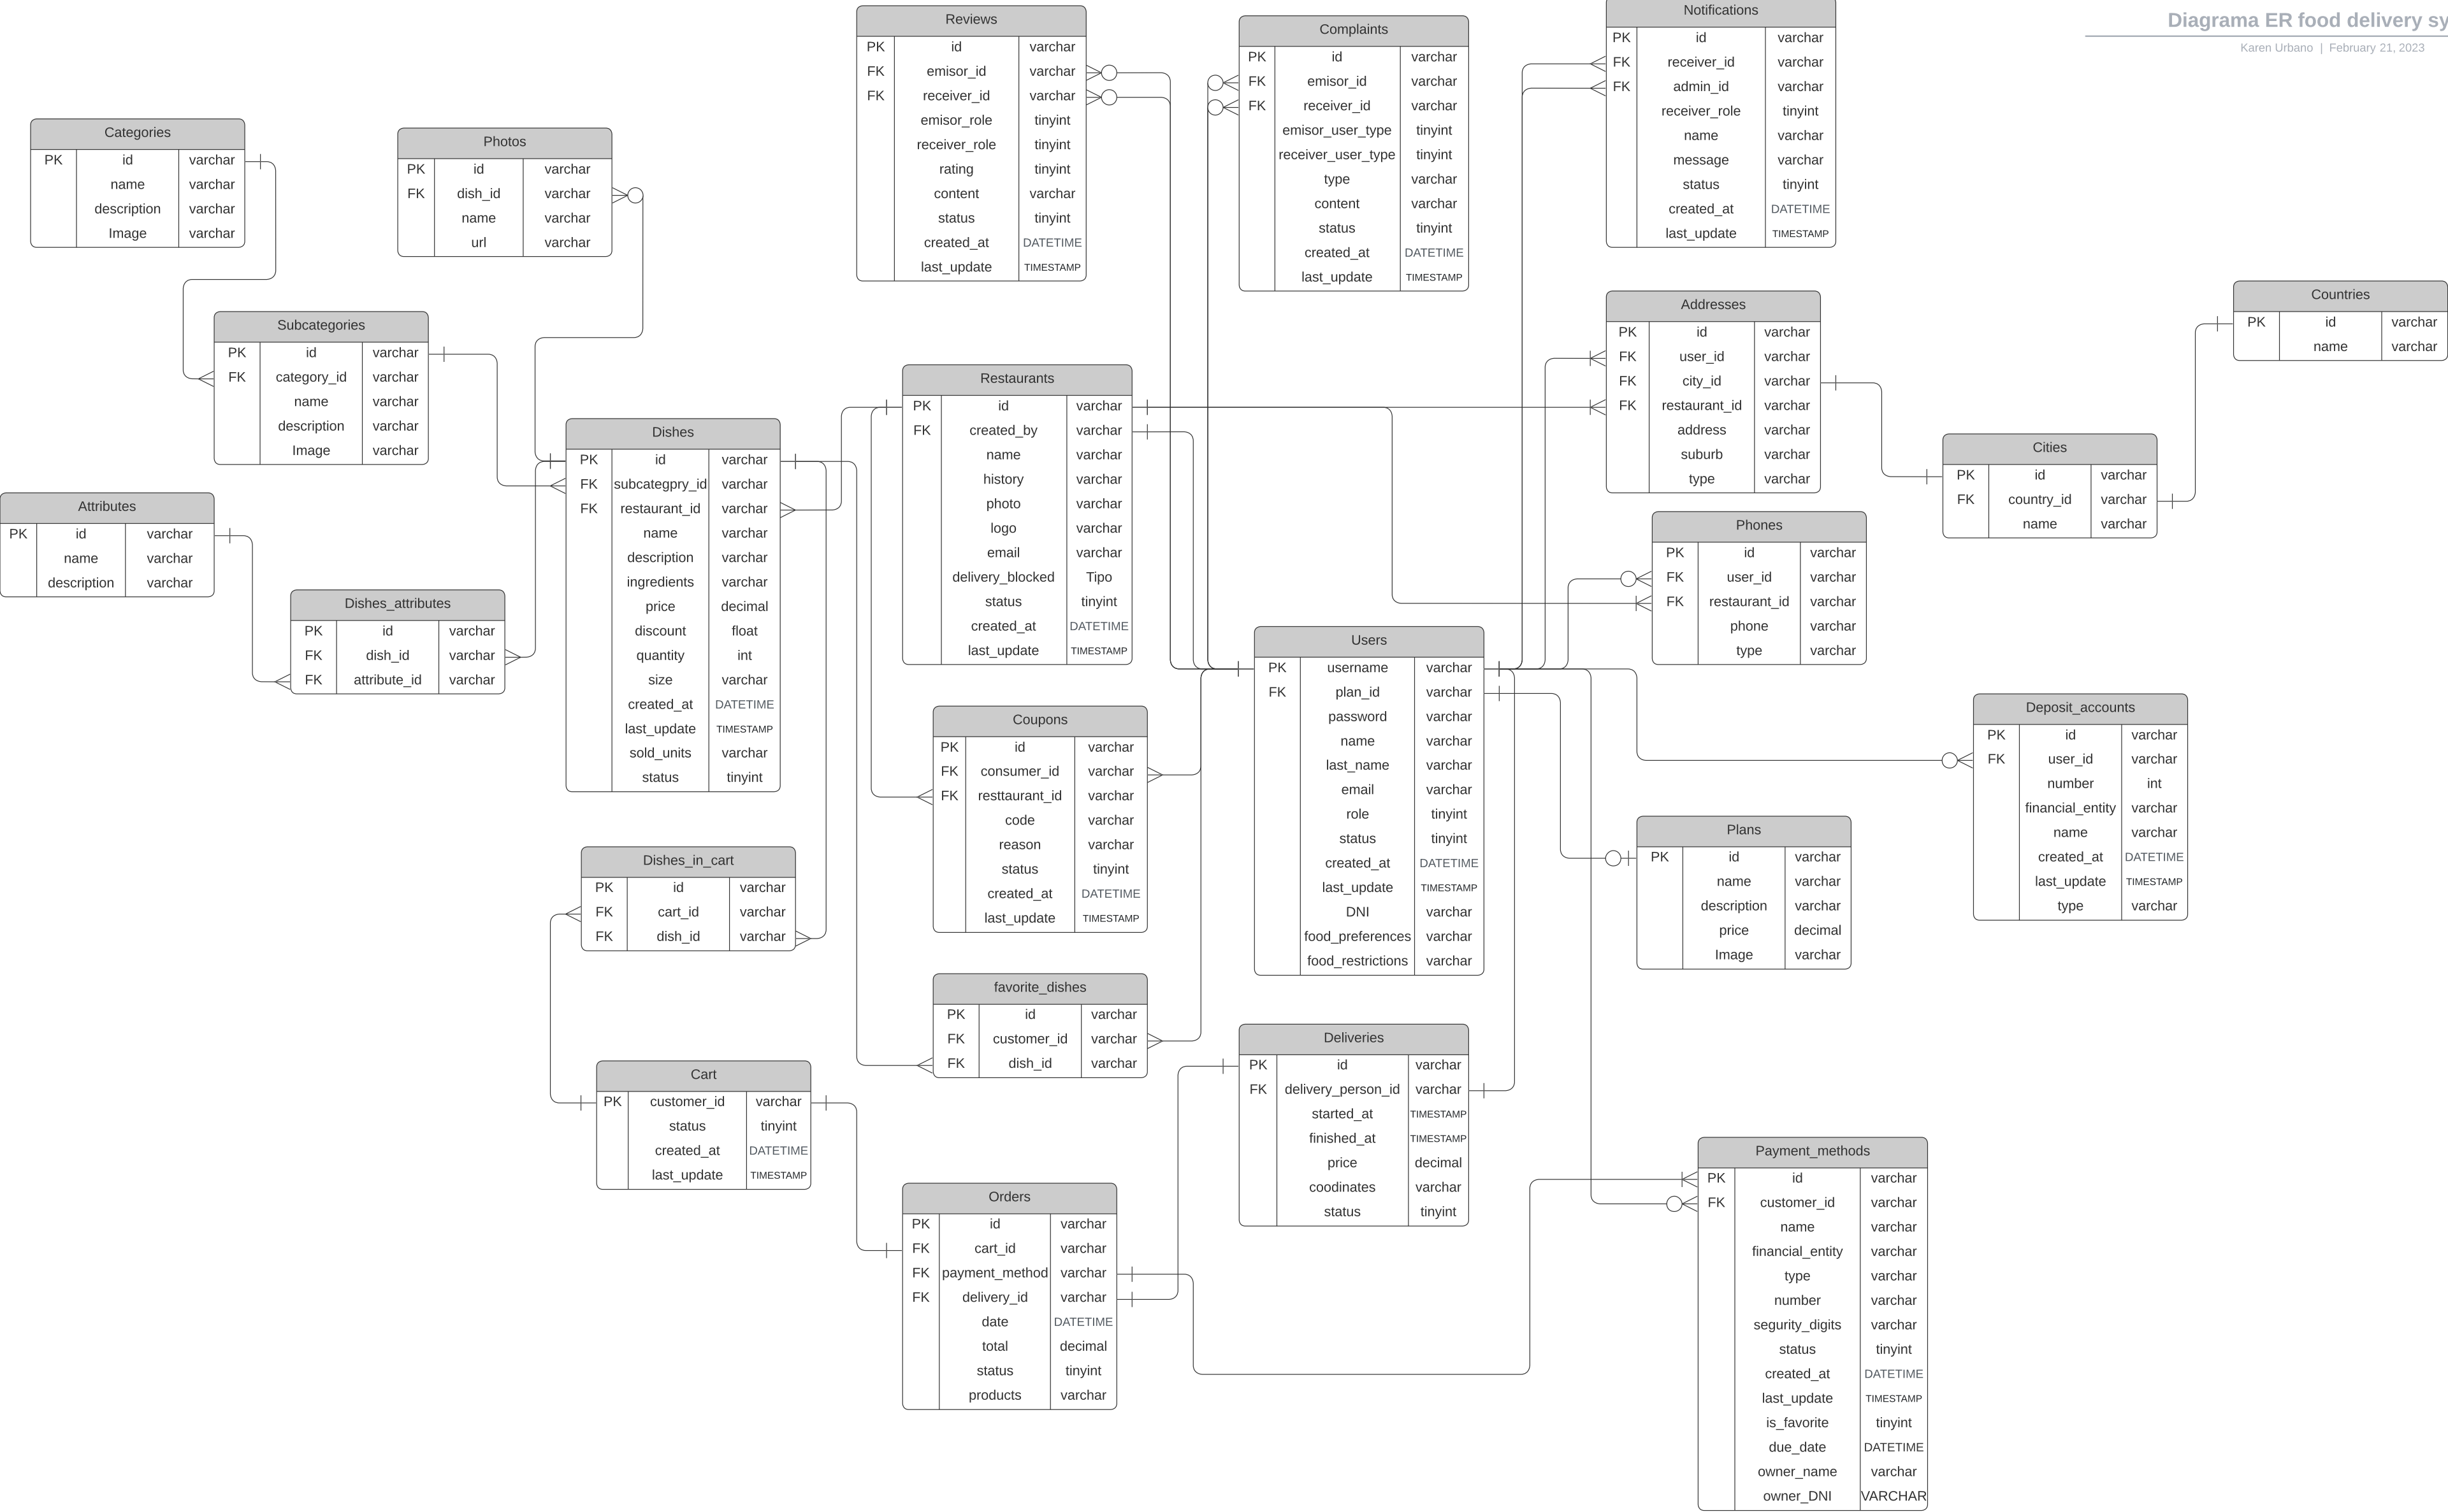 Diagrama ER food delivery sy
Karen Urbano | February 21, 2023
Categories
PK id varchar
name varchar
description varchar
Image varchar
Photos
PK id varchar
FK dish_id varchar
name varchar
url varchar
Reviews
PK id varchar
FK emisor_id varchar
FK receiver_id varchar
emisor_role tinyint
receiver_role tinyint
rating tinyint
content varchar
status tinyint
created_at DATETIME
last_update TIMESTAMP
Complaints
PK id varchar
FK emisor_id varchar
FK receiver_id varchar
emisor_user_type tinyint
receiver_user_type tinyint
type varchar
content varchar
status tinyint
created_at DATETIME
last_update TIMESTAMP
Notifications
PK id varchar
FK receiver_id varchar
FK admin_id varchar
receiver_role tinyint
name varchar
message varchar
status tinyint
created_at DATETIME
last_update TIMESTAMP
Subcategories
PK id varchar
FK category_id varchar
name varchar
description varchar
Image varchar
Attributes
PK id varchar
name varchar
description varchar
Dishes_attributes
PK id varchar
FK dish_id varchar
FK attribute_id varchar
Dishes
PK id varchar
FK subcategpry_id varchar
FK restaurant_id varchar
name varchar
description varchar
ingredients varchar
price decimal
discount float
quantity int
size varchar
created_at DATETIME
last_update TIMESTAMP
sold_units varchar
status tinyint
Restaurants
PK id varchar
FK created_by varchar
name varchar
history varchar
photo varchar
logo varchar
email varchar
delivery_blocked Tipo
status tinyint
created_at DATETIME
last_update TIMESTAMP
Addresses
PK id varchar
FK user_id varchar
FK city_id varchar
FK restaurant_id varchar
address varchar
suburb varchar
type varchar
Countries
PK id varchar
name varchar
Cities
PK id varchar
FK country_id varchar
name varchar
Phones
PK id varchar
FK user_id varchar
FK restaurant_id varchar
phone varchar
type varchar
Users
PK username varchar
FK plan_id varchar
password varchar
name varchar
last_name varchar
email varchar
role tinyint
status tinyint
created_at DATETIME
last_update TIMESTAMP
DNI varchar
food_preferences varchar
food_restrictions varchar
Coupons
PK id varchar
FK consumer_id varchar
FK resttaurant_id varchar
code varchar
reason varchar
status tinyint
created_at DATETIME
last_update TIMESTAMP
Deposit_accounts
PK id varchar
FK user_id varchar
number int
financial_entity varchar
name varchar
created_at DATETIME
last_update TIMESTAMP
type varchar
Plans
PK id varchar
name varchar
description varchar
price decimal
Image varchar
Dishes_in_cart
PK id varchar
FK cart_id varchar
FK dish_id varchar
favorite_dishes
PK id varchar
FK customer_id varchar
FK dish_id varchar
Deliveries
PK id varchar
FK delivery_person_id varchar
started_at TIMESTAMP
finished_at TIMESTAMP
price decimal
coodinates varchar
status tinyint
Cart
PK customer_id varchar
status tinyint
created_at DATETIME
last_update TIMESTAMP
Orders
PK id varchar
FK cart_id varchar
FK payment_method varchar
FK delivery_id varchar
date DATETIME
total decimal
status tinyint
products varchar
Payment_methods
PK id varchar
FK customer_id varchar
name varchar
financial_entity varchar
type varchar
number varchar
segurity_digits varchar
status tinyint
created_at DATETIME
last_update TIMESTAMP
is_favorite tinyint
due_date DATETIME
owner_name varchar
owner_DNI VARCHAR